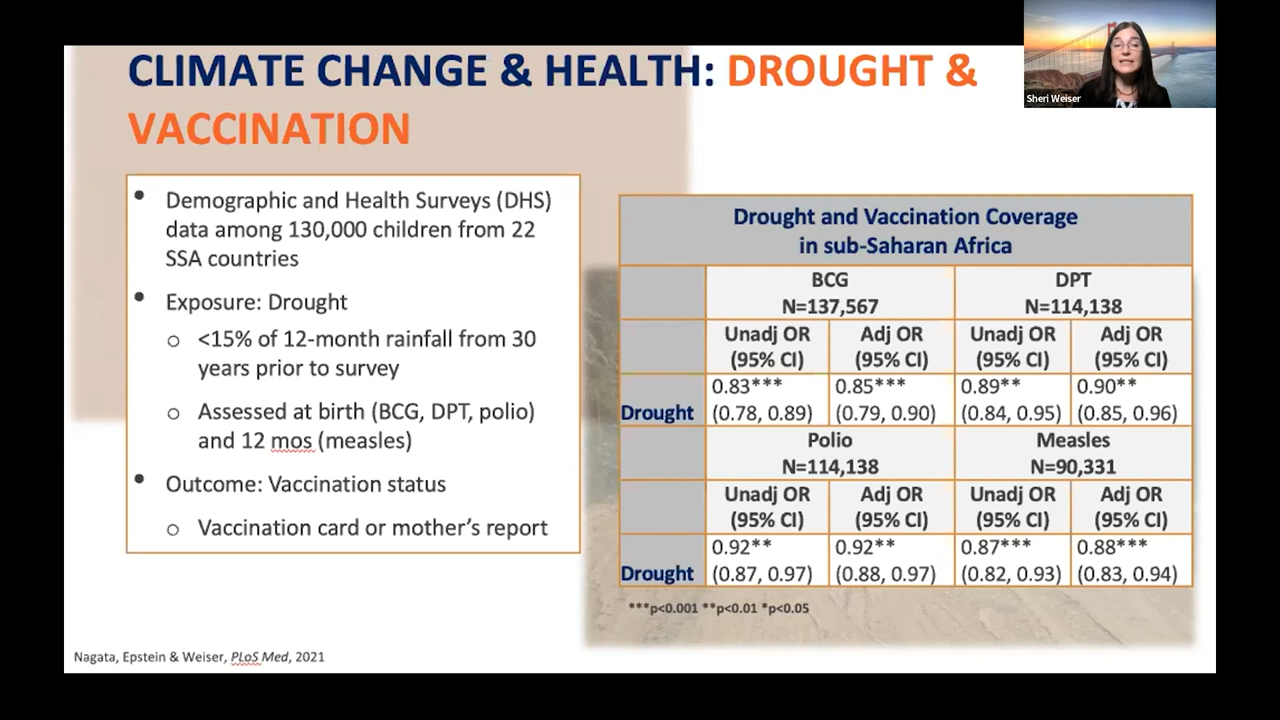 CLIMATE CHANGE & HEALTH: DROUGHT &
VACCINATION
Sheri Weiser
• Demographic and Health Surveys (DHS)
data among 130,000 children from 22
SSA countries
• Exposure: Drought
o <15% of 12-month rainfall from 30
years prior to survey
o Assessed at birth (BCG, DPT, polio)
and 12 mos (measles)
• Outcome: Vaccination status
o Vaccination card or mother's report
Drought and Vaccination Coverage
in sub-Saharan Africa
BCG DPT
N=137,567 N=114,138
Unadj OR Adj OR Unadj OR Adj OR
(95% CI) (95% CI) (95% CI) (95% CI)
0.83*** 0.85*** 0.89** 0.90**
Drought (0.78, 0.89) (0.79, 0.90) (0.84, 0.95) (0.85, 0.96)
Polio Measles
N=114,138 N=90,331
Unadj OR Adj OR Unadj OR Adj OR
(95% CI) (95% CI) (95% CI) (95% CI)
0.92** 0.92** 0.87*** 0.88***
Drought (0.87, 0.97) (0.88, 0.97) (0.82, 0.93) (0.83, 0.94)
***p<0.001 **p<0.01 *p<0.05
Nagata, Epstein & Weiser, PLoS Med, 2021